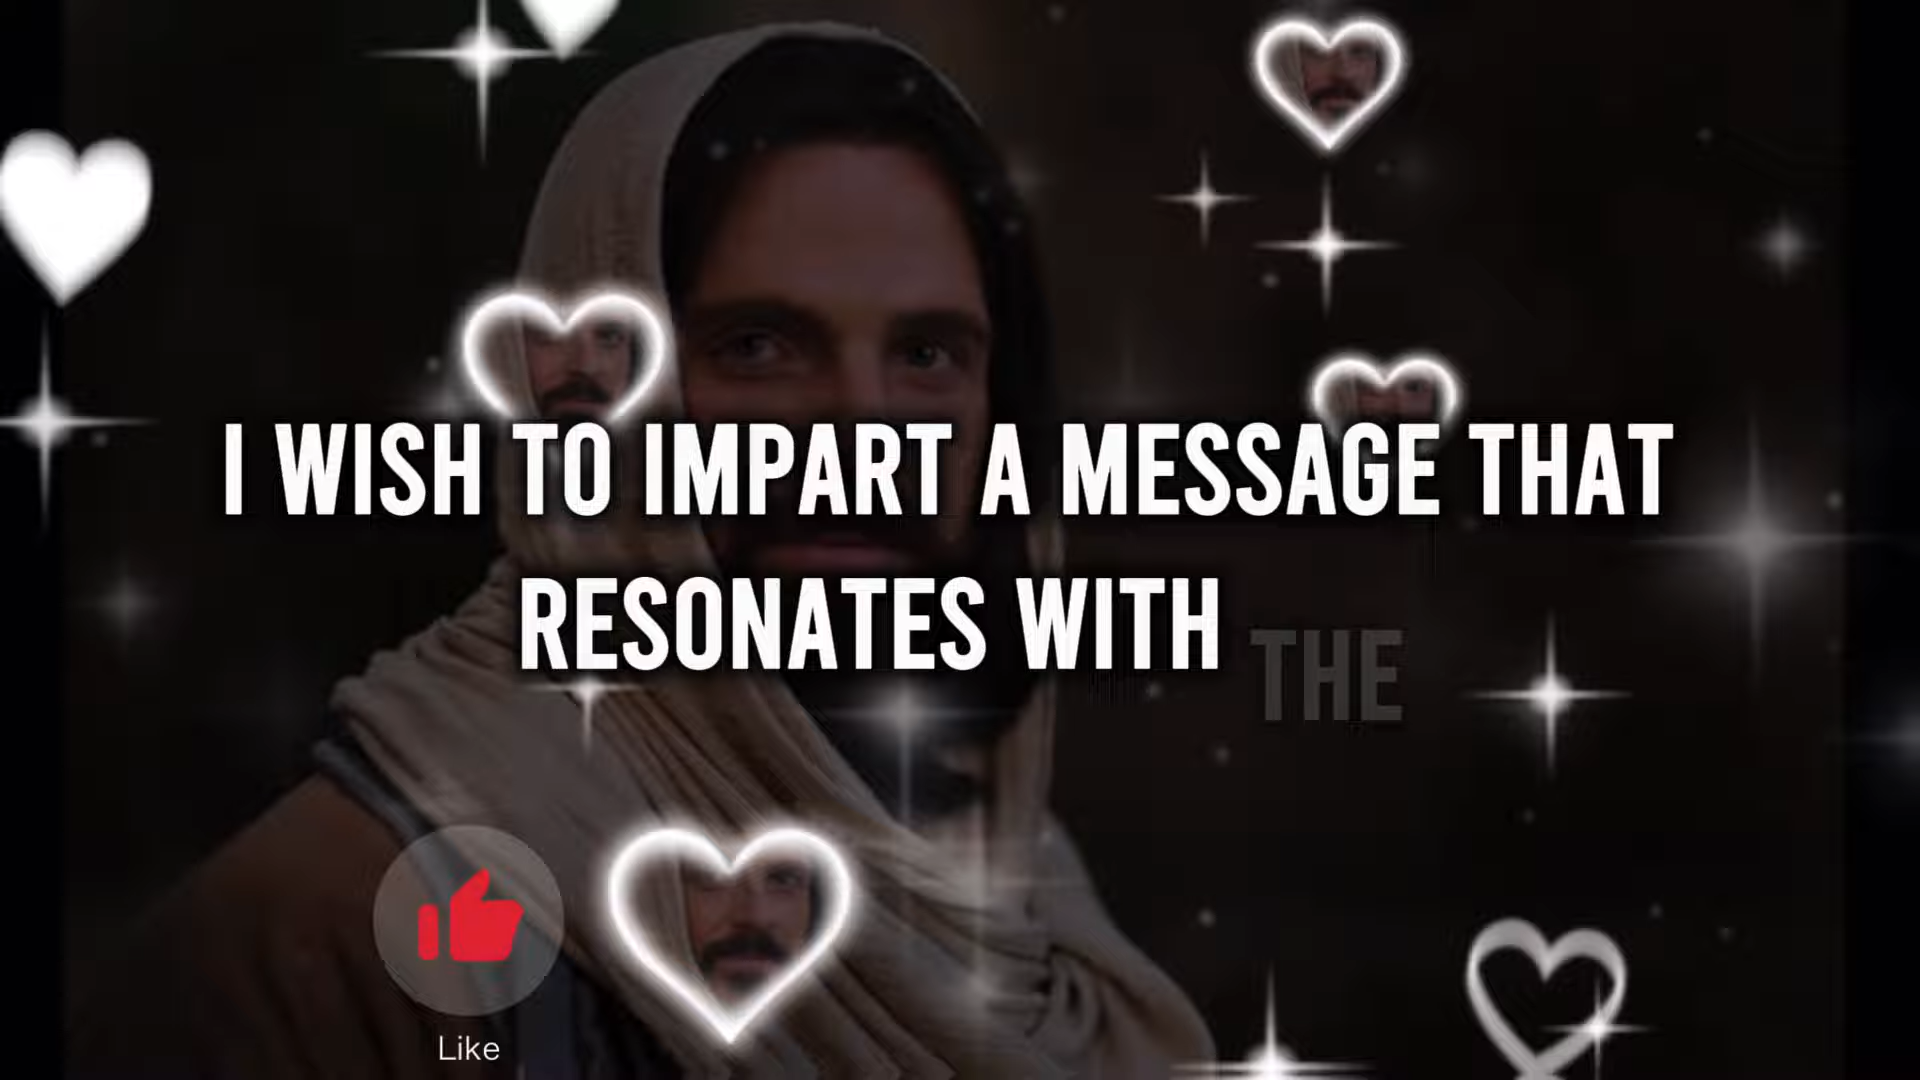 I WISH TO IMPART A MESSAGE THAT
RESONATES WITH THE
Like